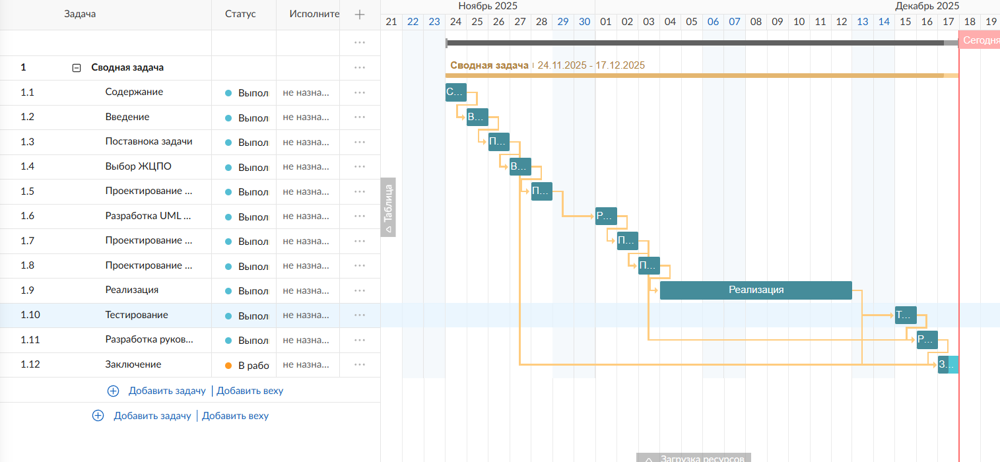 Задача Статус Исполните Ноябрь 2025 Декабрь 2025
21 22 23 24 25 26 27 28 29 30 01 02 03 04 05 06 07 08 09 10 11 12 13 14 15 16 17 18 19
Сегодня
1 Сводная задача Сводная задача 24.11.2025 - 17.12.2025
1.1 Содержание Выпол не назна... С...
1.2 Введение Выпол не назна... В...
1.3 Поставнока задачи Выпол не назна... П...
1.4 Выбор ЖЦПО Выпол не назна... В...
1.5 Проектирование ... Выпол не назна... П...
1.6 Разработка UML ... Выпол не назна... Р...
1.7 Проектирование ... Выпол не назна... П...
1.8 Проектирование ... Выпол не назна... П...
1.9 Реализация Выпол не назна... Реализация
1.10 Тестирование Выпол не назна... Т...
1.11 Разработка руков... Выпол не назна... Р...
1.12 Заключение В рабо не назна... З...
Таблица
Добавить задачу | Добавить веху
Добавить задачу | Добавить веху
Загрузка ресурсов